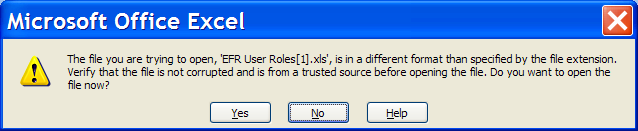 Microsoft Office Excel
The file you are trying to open, 'EFR User Roles[1].xls', is in a different format than specified by the file extension.
Verify that the file is not corrupted and is from a trusted source before opening the file. Do you want to open the
file now?
Yes No Help